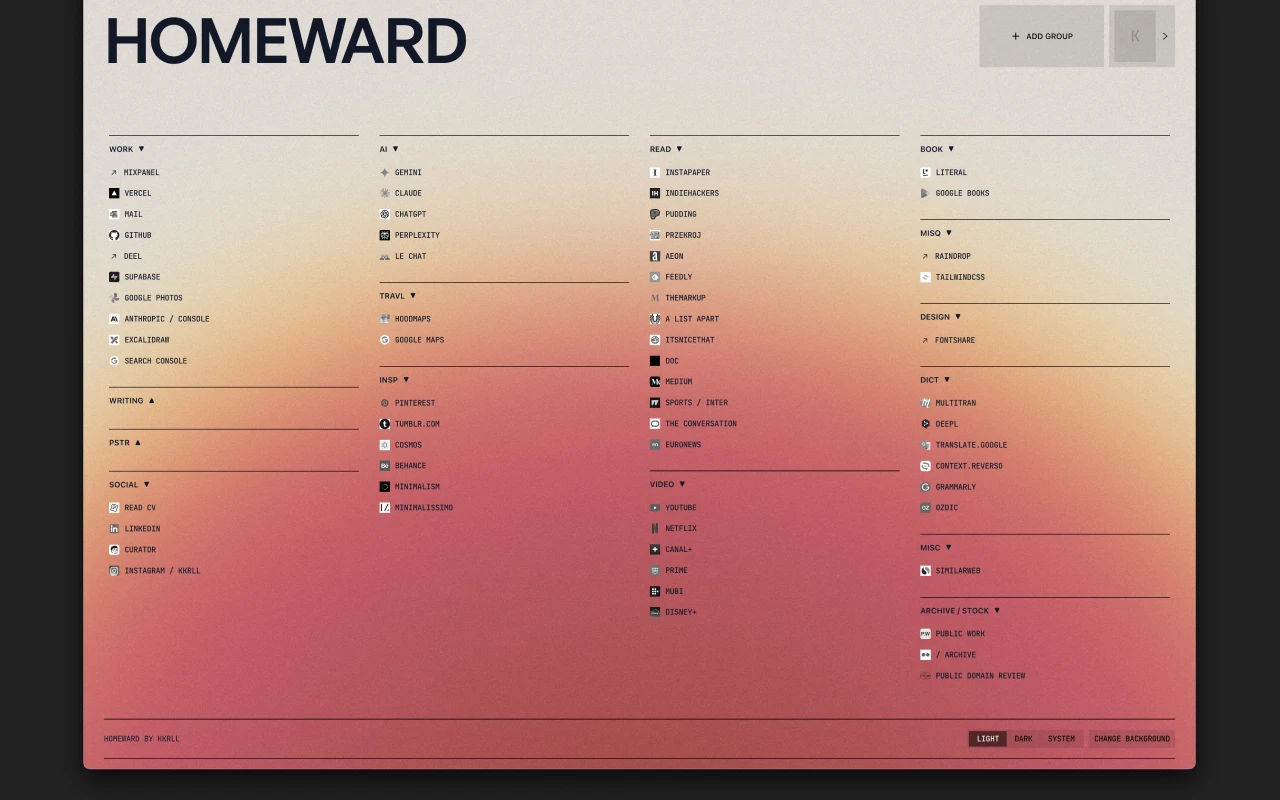 HOMEWARD
+ ADD GROUP
K
WORK ▼
MIXPANEL
VERCEL
MAIL
GITHUB
DEEL
SUPABASE
GOOGLE PHOTOS
ANTHROPIC / CONSOLE
EXCALIDRAW
SEARCH CONSOLE
WRITING ▲
PSTR ▲
SOCIAL ▼
READ CV
LINKEDIN
CURATOR
INSTAGRAM / KKRLL
AI ▼
GEMINI
CLAUDE
CHATGPT
PERPLEXITY
LE CHAT
TRAVL ▼
HOODMAPS
GOOGLE MAPS
INSP ▼
PINTEREST
TUMBLR.COM
COSMOS
BEHANCE
MINIMALISM
MINIMALISSIMO
READ ▼
INSTAPAPER
INDIEHACKERS
PUDDING
PRZEKROJ
AEON
FEEDLY
THEMARKUP
A LIST APART
ITSNICETHAT
DOC
MEDIUM
SPORTS / INTER
THE CONVERSATION
EURONEWS
VIDEO ▼
YOUTUBE
NETFLIX
CANAL+
PRIME
MUBI
DISNEY+
BOOK ▼
LITERAL
GOOGLE BOOKS
MISQ ▼
RAINDROP
TAILWINDCSS
DESIGN ▼
FONTSHARE
DICT ▼
MULTITRAN
DEEPL
TRANSLATE.GOOGLE
CONTEXT.REVERSO
GRAMMARLY
OZDIC
MISC ▼
SIMILARWEB
ARCHIVE / STOCK ▼
PUBLIC WORK
/ ARCHIVE
PUBLIC DOMAIN REVIEW
HOMEWARD BY KKRLL
LIGHT DARK SYSTEM CHANGE BACKGROUND